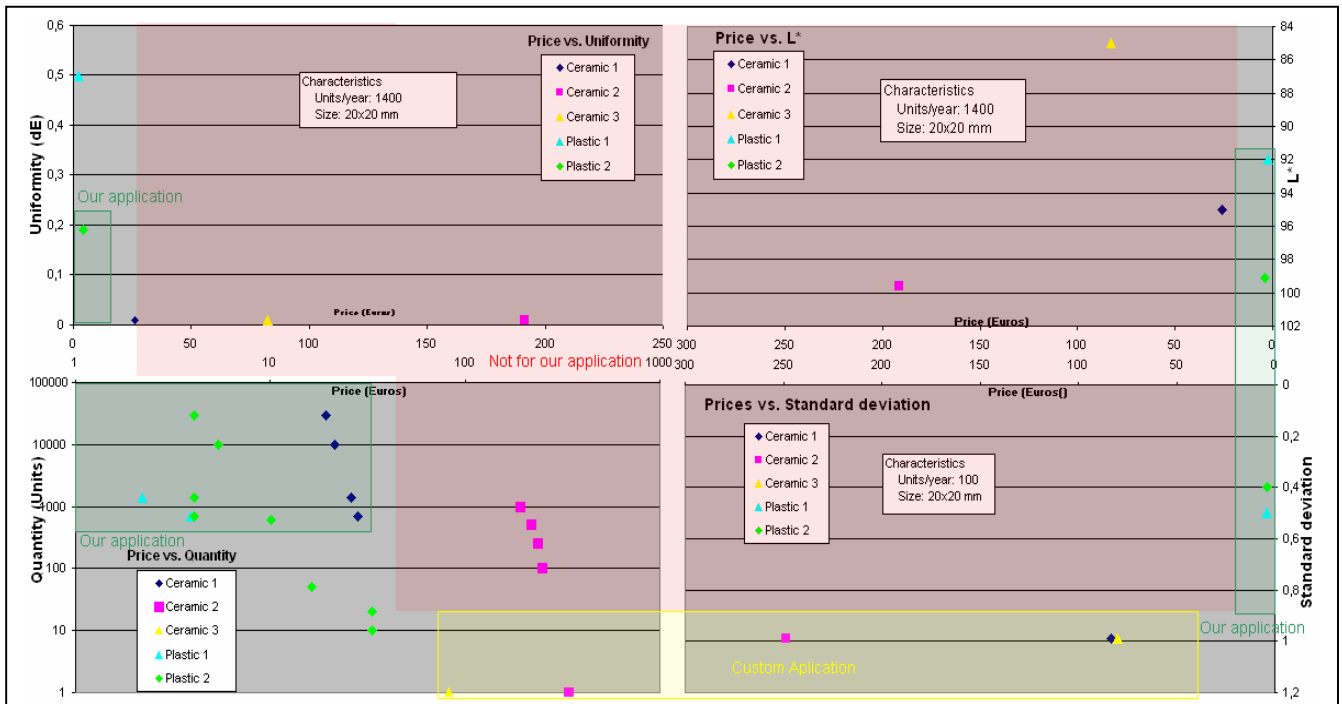 0,6
0,5
0,4
0,3
0,2
0,1
0
Uniformity (dE)
Price vs. Uniformity
Ceramic 1
Ceramic 2
Ceramic 3
Plastic 1
Plastic 2
Characteristics
Units/year: 1400
Size: 20x20 mm
Our application
Price (Euros)
0 50 100 150 200 250
Price vs. L*
Ceramic 1
Ceramic 2
Ceramic 3
Plastic 1
Plastic 2
Characteristics
Units/year: 1400
Size: 20x20 mm
84
86
88
90
92
94
96
98
100
102
L*
Price (Euros)
300 250 200 150 100 50 0
Not for our application
1 10 100 1000
Price (Euros)
100000
10000
1000
100
10
1
Quantity (Units)
Our application
Price vs. Quantity
Ceramic 1
Ceramic 2
Ceramic 3
Plastic 1
Plastic 2
300 250 200 150 100 50 0
Price (Euros()
Prices vs. Standard deviation
Ceramic 1
Ceramic 2
Ceramic 3
Plastic 1
Plastic 2
Characteristics
Units/year: 100
Size: 20x20 mm
0
0,2
0,4
0,6
0,8
1
1,2
Standard deviation
Our application
Custom Aplication